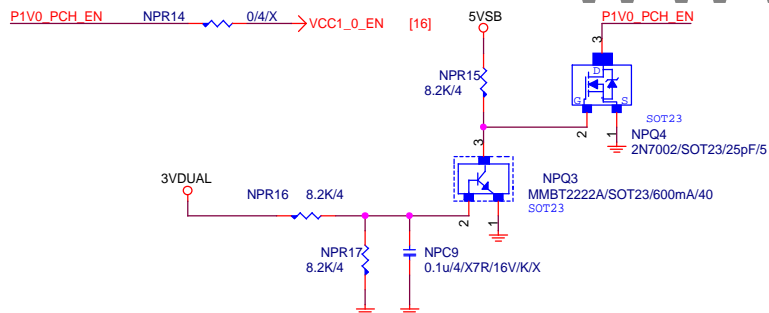 P1V0_PCH_EN
NPR14
0/4/X
VCC1_0_EN
[16]
5VSB
P1V0_PCH_EN
3
NPR15
8.2K/4
D
G
S
2
1
SOT23
NPQ4
2N7002/SOT23/25pF/5
3
3VDUAL
NPR16
8.2K/4
NPQ3
MMBT2222A/SOT23/600mA/40
SOT23
2
1
NPR17
8.2K/4
NPC9
0.1u/4/X7R/16V/K/X